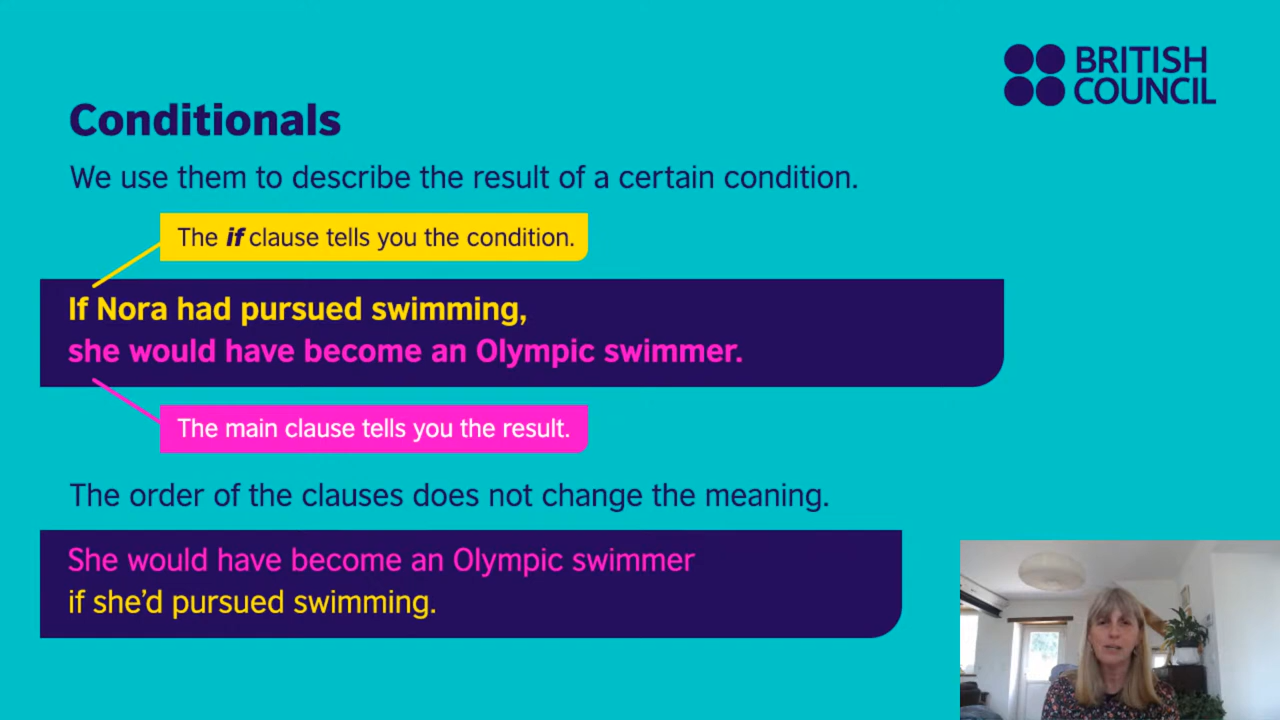 BRITISH
COUNCIL
Conditionals
We use them to describe the result of a certain condition.
The if clause tells you the condition.
If Nora had pursued swimming,
she would have become an Olympic swimmer.
The main clause tells you the result.
The order of the clauses does not change the meaning.
She would have become an Olympic swimmer
if she’d pursued swimming.